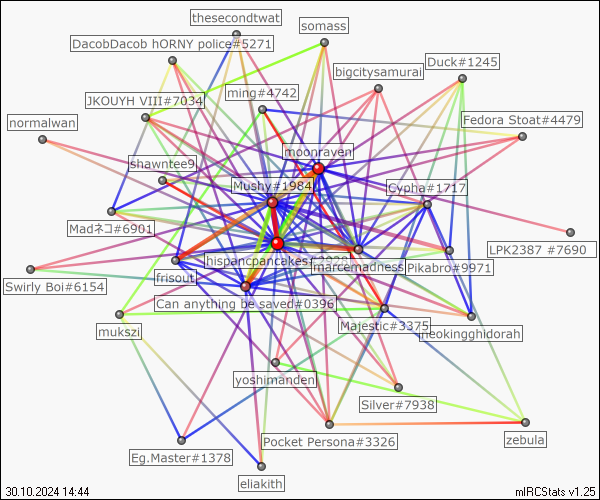 thesecondtwat
somass
DacobDacob hORNY police#5271
Duck#1245
bigcitysamurai
ming#4742
JKOUYH VIII#7034
Fedora Stoat#4479
normalwan
moonraven
shawntee9
Mushy#1984
Cypha#1717
Madネコ#6901
LPK2387 #7690
hispancpancakes
marcemadness
Pikabro#9971
frisout
Swirly Boi#6154
Can anything be saved#0396
Majestic#3375
neokingghidorah
mukszi
yoshimanden
Silver#7938
Pocket Persona#3326
zebula
Eg.Master#1378
eliakith
30.10.2024 14:44
mIRCStats v1.25